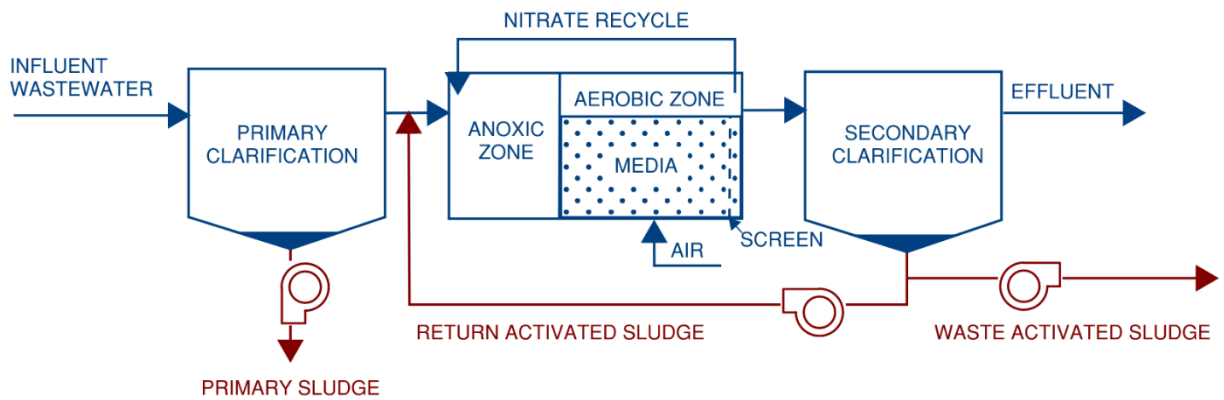 NITRATE RECYCLE
INFLUENT
WASTEWATER
PRIMARY
CLARIFICATION
ANOXIC
ZONE
AEROBIC ZONE
MEDIA
SECONDARY
CLARIFICATION
EFFLUENT
AIR
SCREEN
RETURN ACTIVATED SLUDGE
WASTE ACTIVATED SLUDGE
PRIMARY SLUDGE